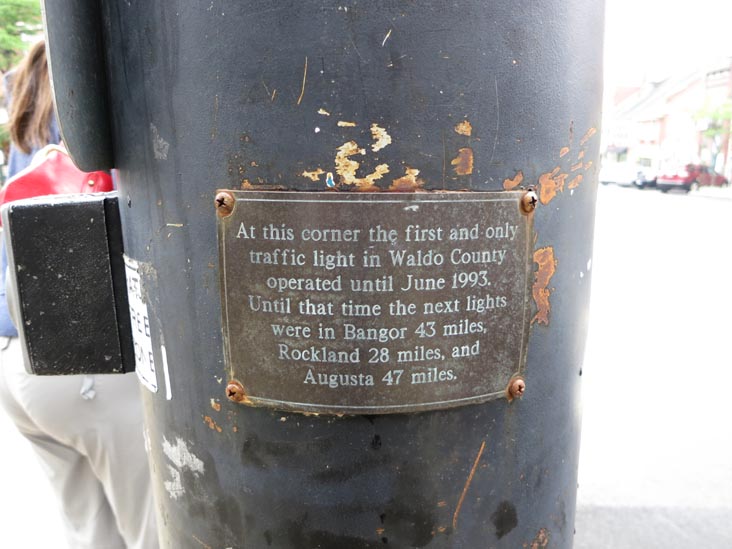 At this corner the first and only
traffic light in Waldo County
operated until June 1993.
Until that time the next lights
were in Bangor 43 miles,
Rockland 28 miles, and
Augusta 47 miles.